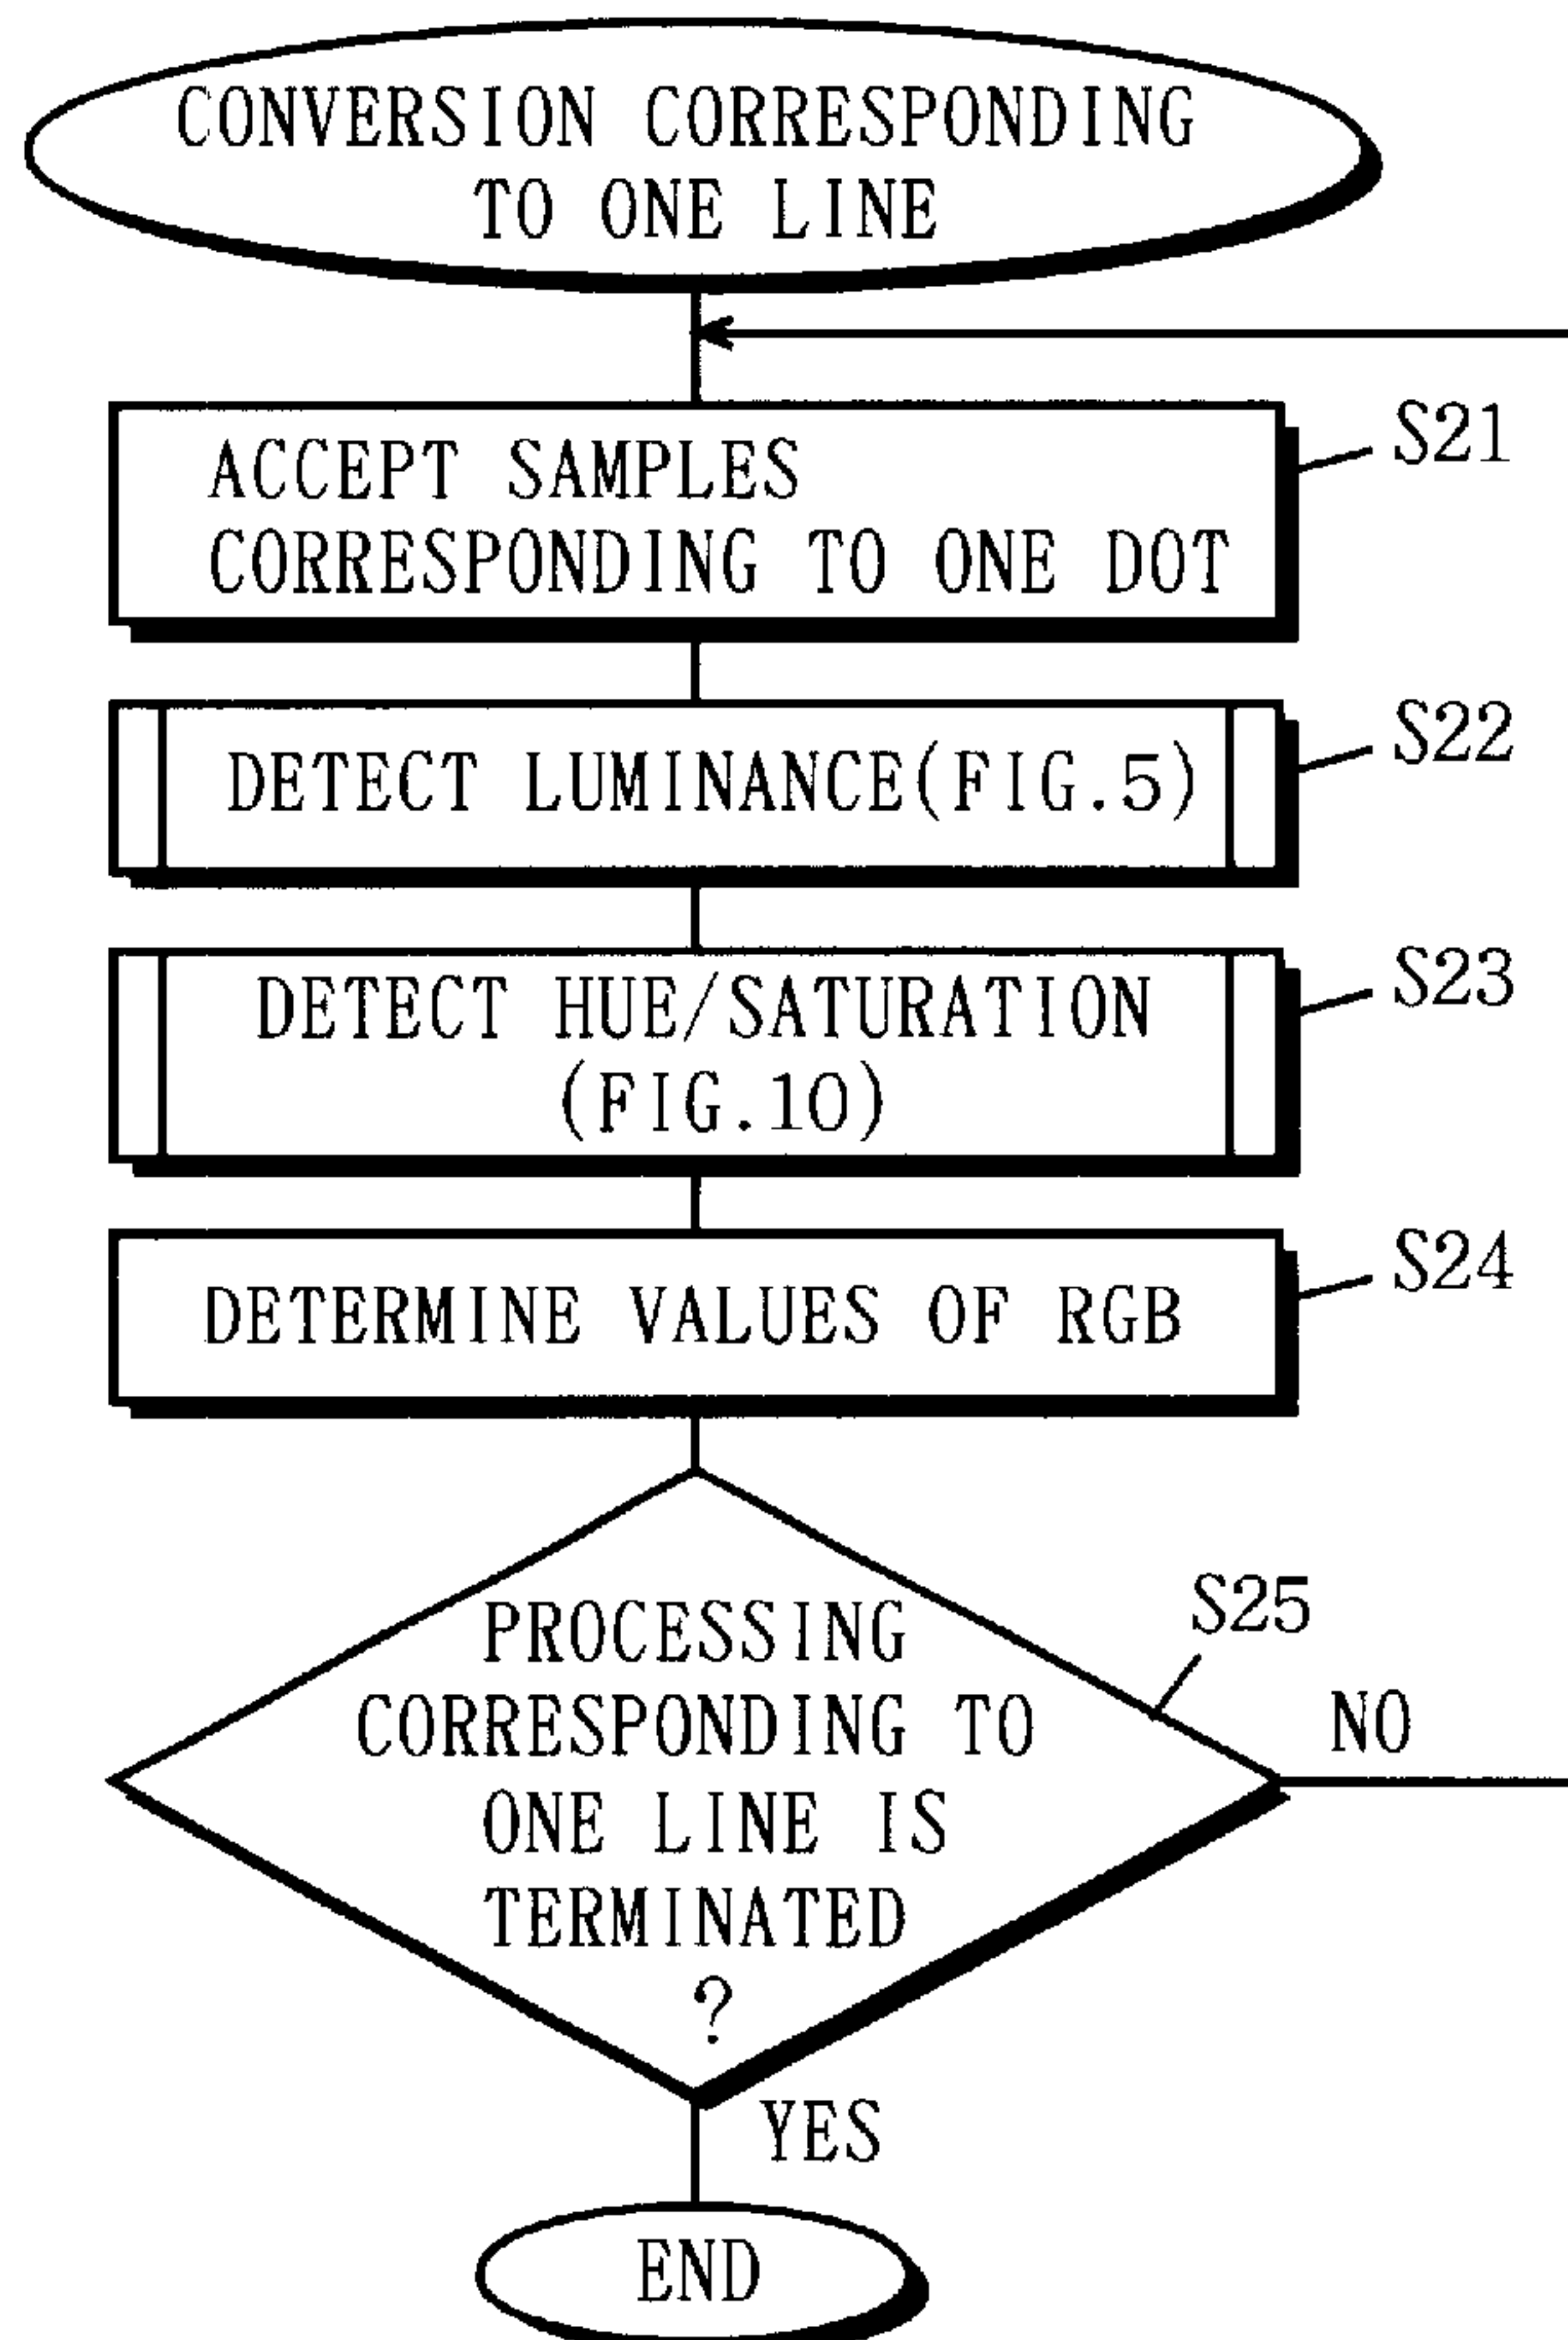 CONVERSION CORRESPONDING
TO ONE LINE
ACCEPT SAMPLES
CORRESPONDING TO ONE DOT
S21
DETECT LUMINANCE(FIG.5)
S22
DETECT HUE/SATURATION
(FIG.10)
S23
DETERMINE VALUES OF RGB
S24
PROCESSING
CORRESPONDING TO
ONE LINE IS
TERMINATED
?
S25
NO
YES
END